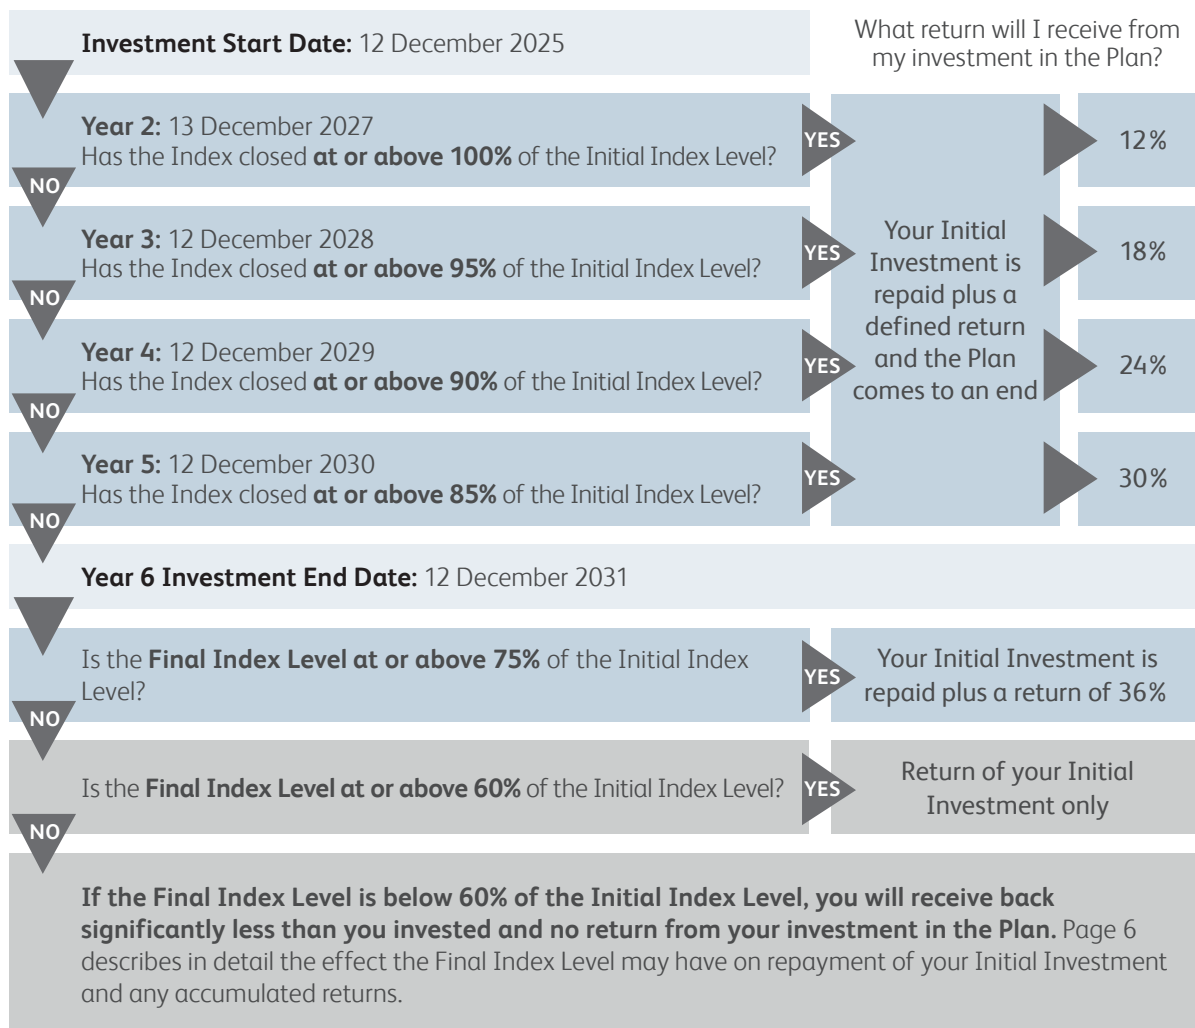 Investment Start Date: 12 December 2025
What return will I receive from
my investment in the Plan?
Year 2: 13 December 2027
Has the Index closed at or above 100% of the Initial Index Level?
YES
12%
NO
Year 3: 12 December 2028
Has the Index closed at or above 95% of the Initial Index Level?
YES
18%
NO
Year 4: 12 December 2029
Has the Index closed at or above 90% of the Initial Index Level?
YES
24%
NO
Year 5: 12 December 2030
Has the Index closed at or above 85% of the Initial Index Level?
YES
30%
NO
Your Initial
Investment is
repaid plus a
defined return
and the Plan
comes to an end
Year 6 Investment End Date: 12 December 2031
Is the Final Index Level at or above 75% of the Initial Index
Level?
YES
Your Initial Investment is
repaid plus a return of 36%
NO
Is the Final Index Level at or above 60% of the Initial Index Level?
YES
Return of your Initial
Investment only
NO
If the Final Index Level is below 60% of the Initial Index Level, you will receive back
significantly less than you invested and no return from your investment in the Plan. Page 6
describes in detail the effect the Final Index Level may have on repayment of your Initial Investment
and any accumulated returns.